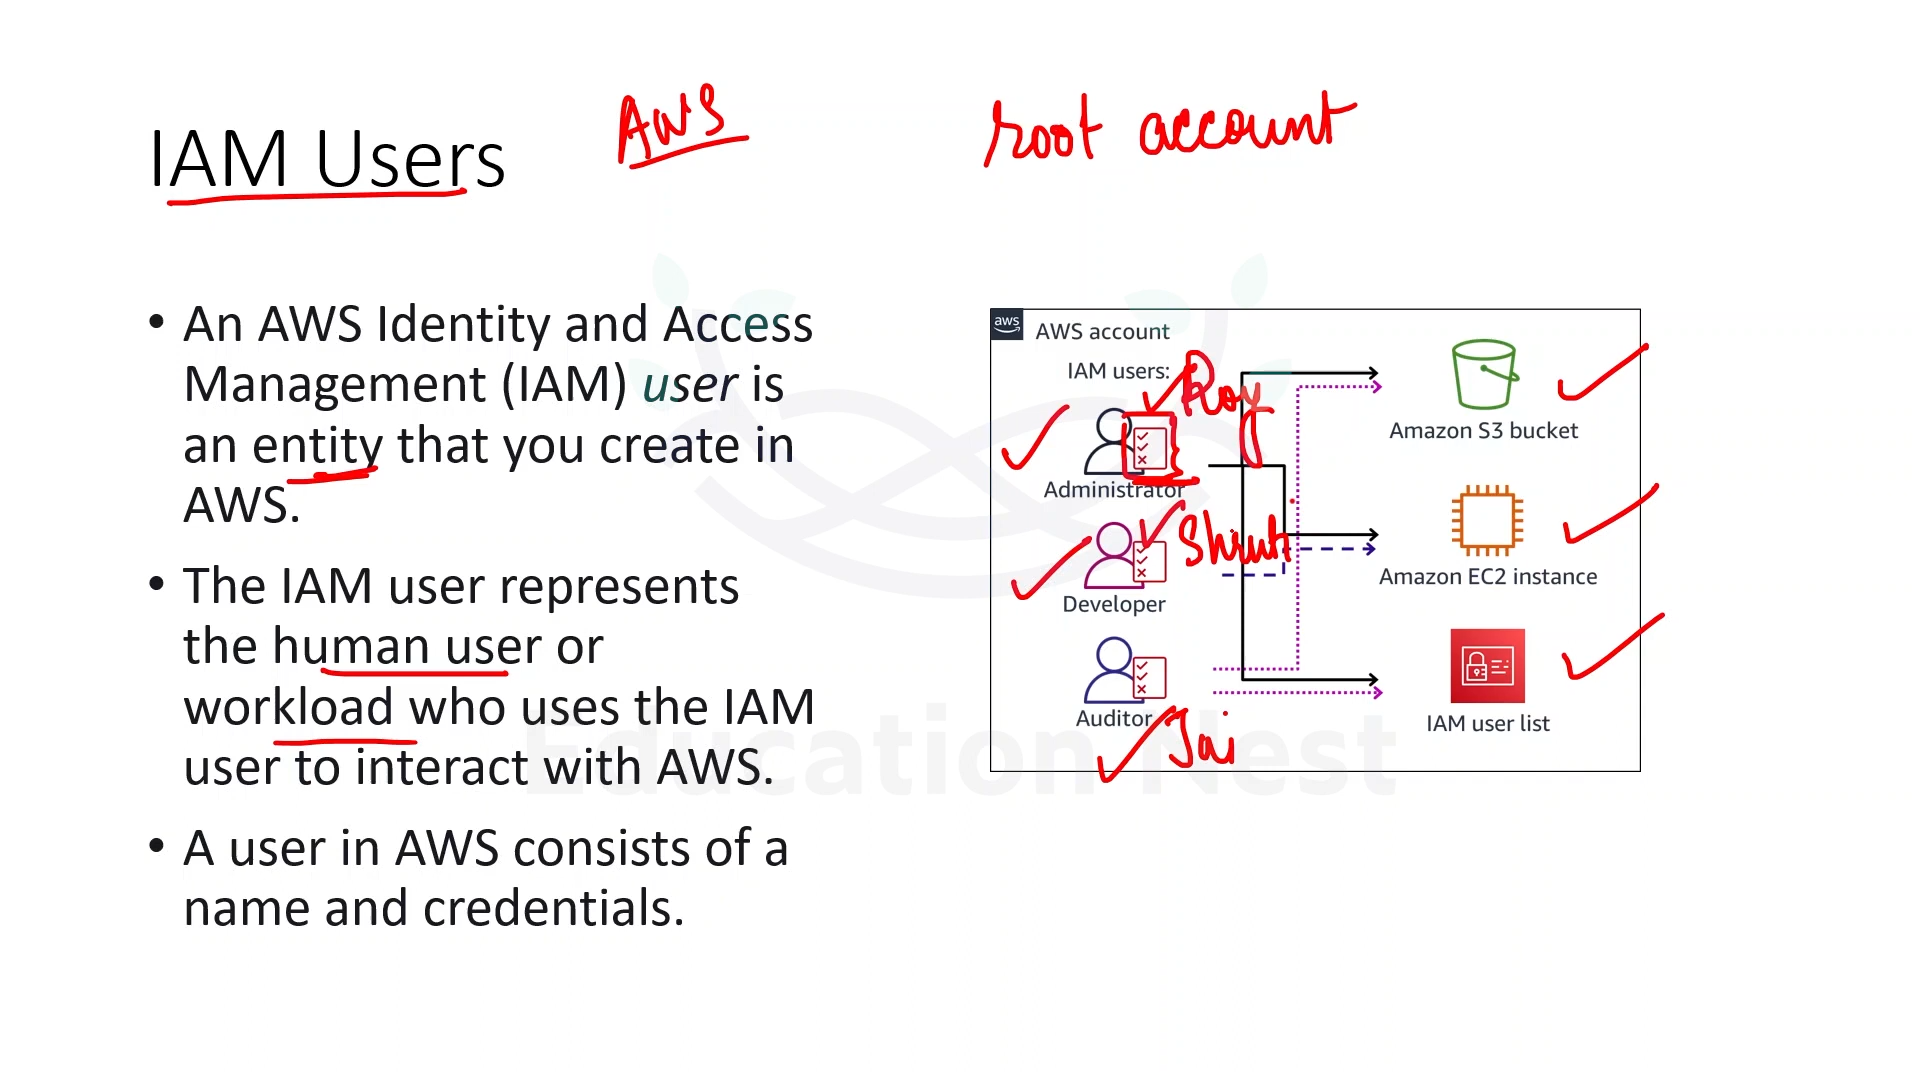 IAM Users
AWS
root account
• An AWS Identity and Access
Management (IAM) user is
an entity that you create in
AWS.
• The IAM user represents
the human user or
workload who uses the IAM
user to interact with AWS.
• A user in AWS consists of a
name and credentials.
aws
AWS account
IAM users:
Roy
Administrator
Developer
Auditor
Jai
Amazon S3 bucket
Amazon EC2 instance
IAM user list
Education Nest